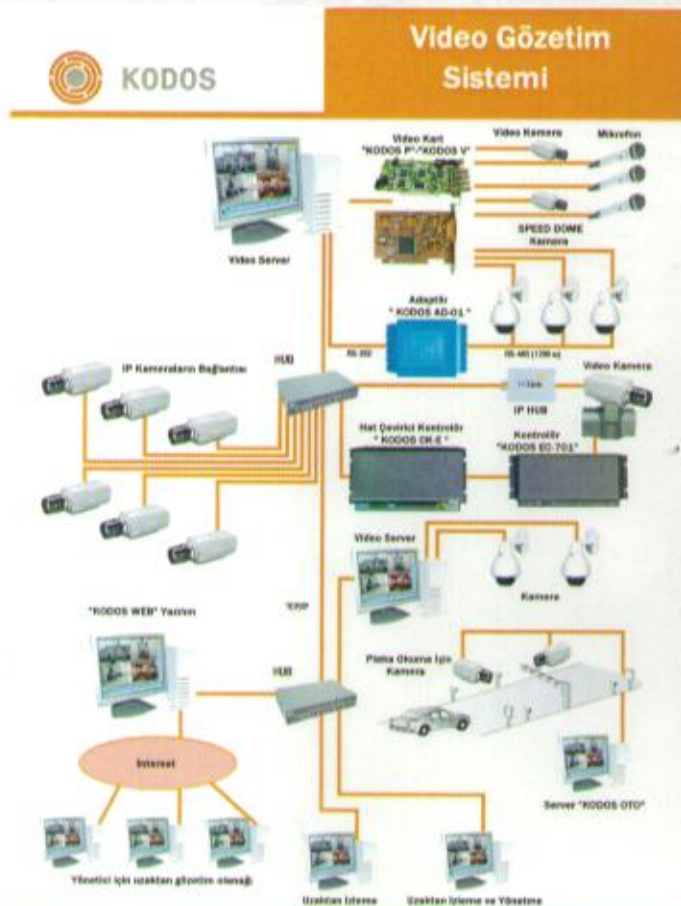 KODOS
Video Gözetim
Sistemi
Video Kart
"KODOS P"-"KODOS V"
Video Kamera
Mikrofon
Video Server
SPEED DOME
Kamera
Adaptör
" KODOS AD-01 "
RS-232
RS-485 (1200 m)
IP Kameraların Bağlantısı
HUB
Video Kamera
IP HUB
Hat Çevirici Kontrolör
" KODOS CK-E "
Kontrolör
"KODOS EC-701"
Video Server
Kamera
"KODOS WEB" Yazılım
TCP/IP
HUB
Plaka Okuma İçin
Kamera
Internet
Server "KODOS OTO"
Yönetici için uzaktan gözetim olanağı
Uzaktan İzleme
Uzaktan İzleme ve Yönetme